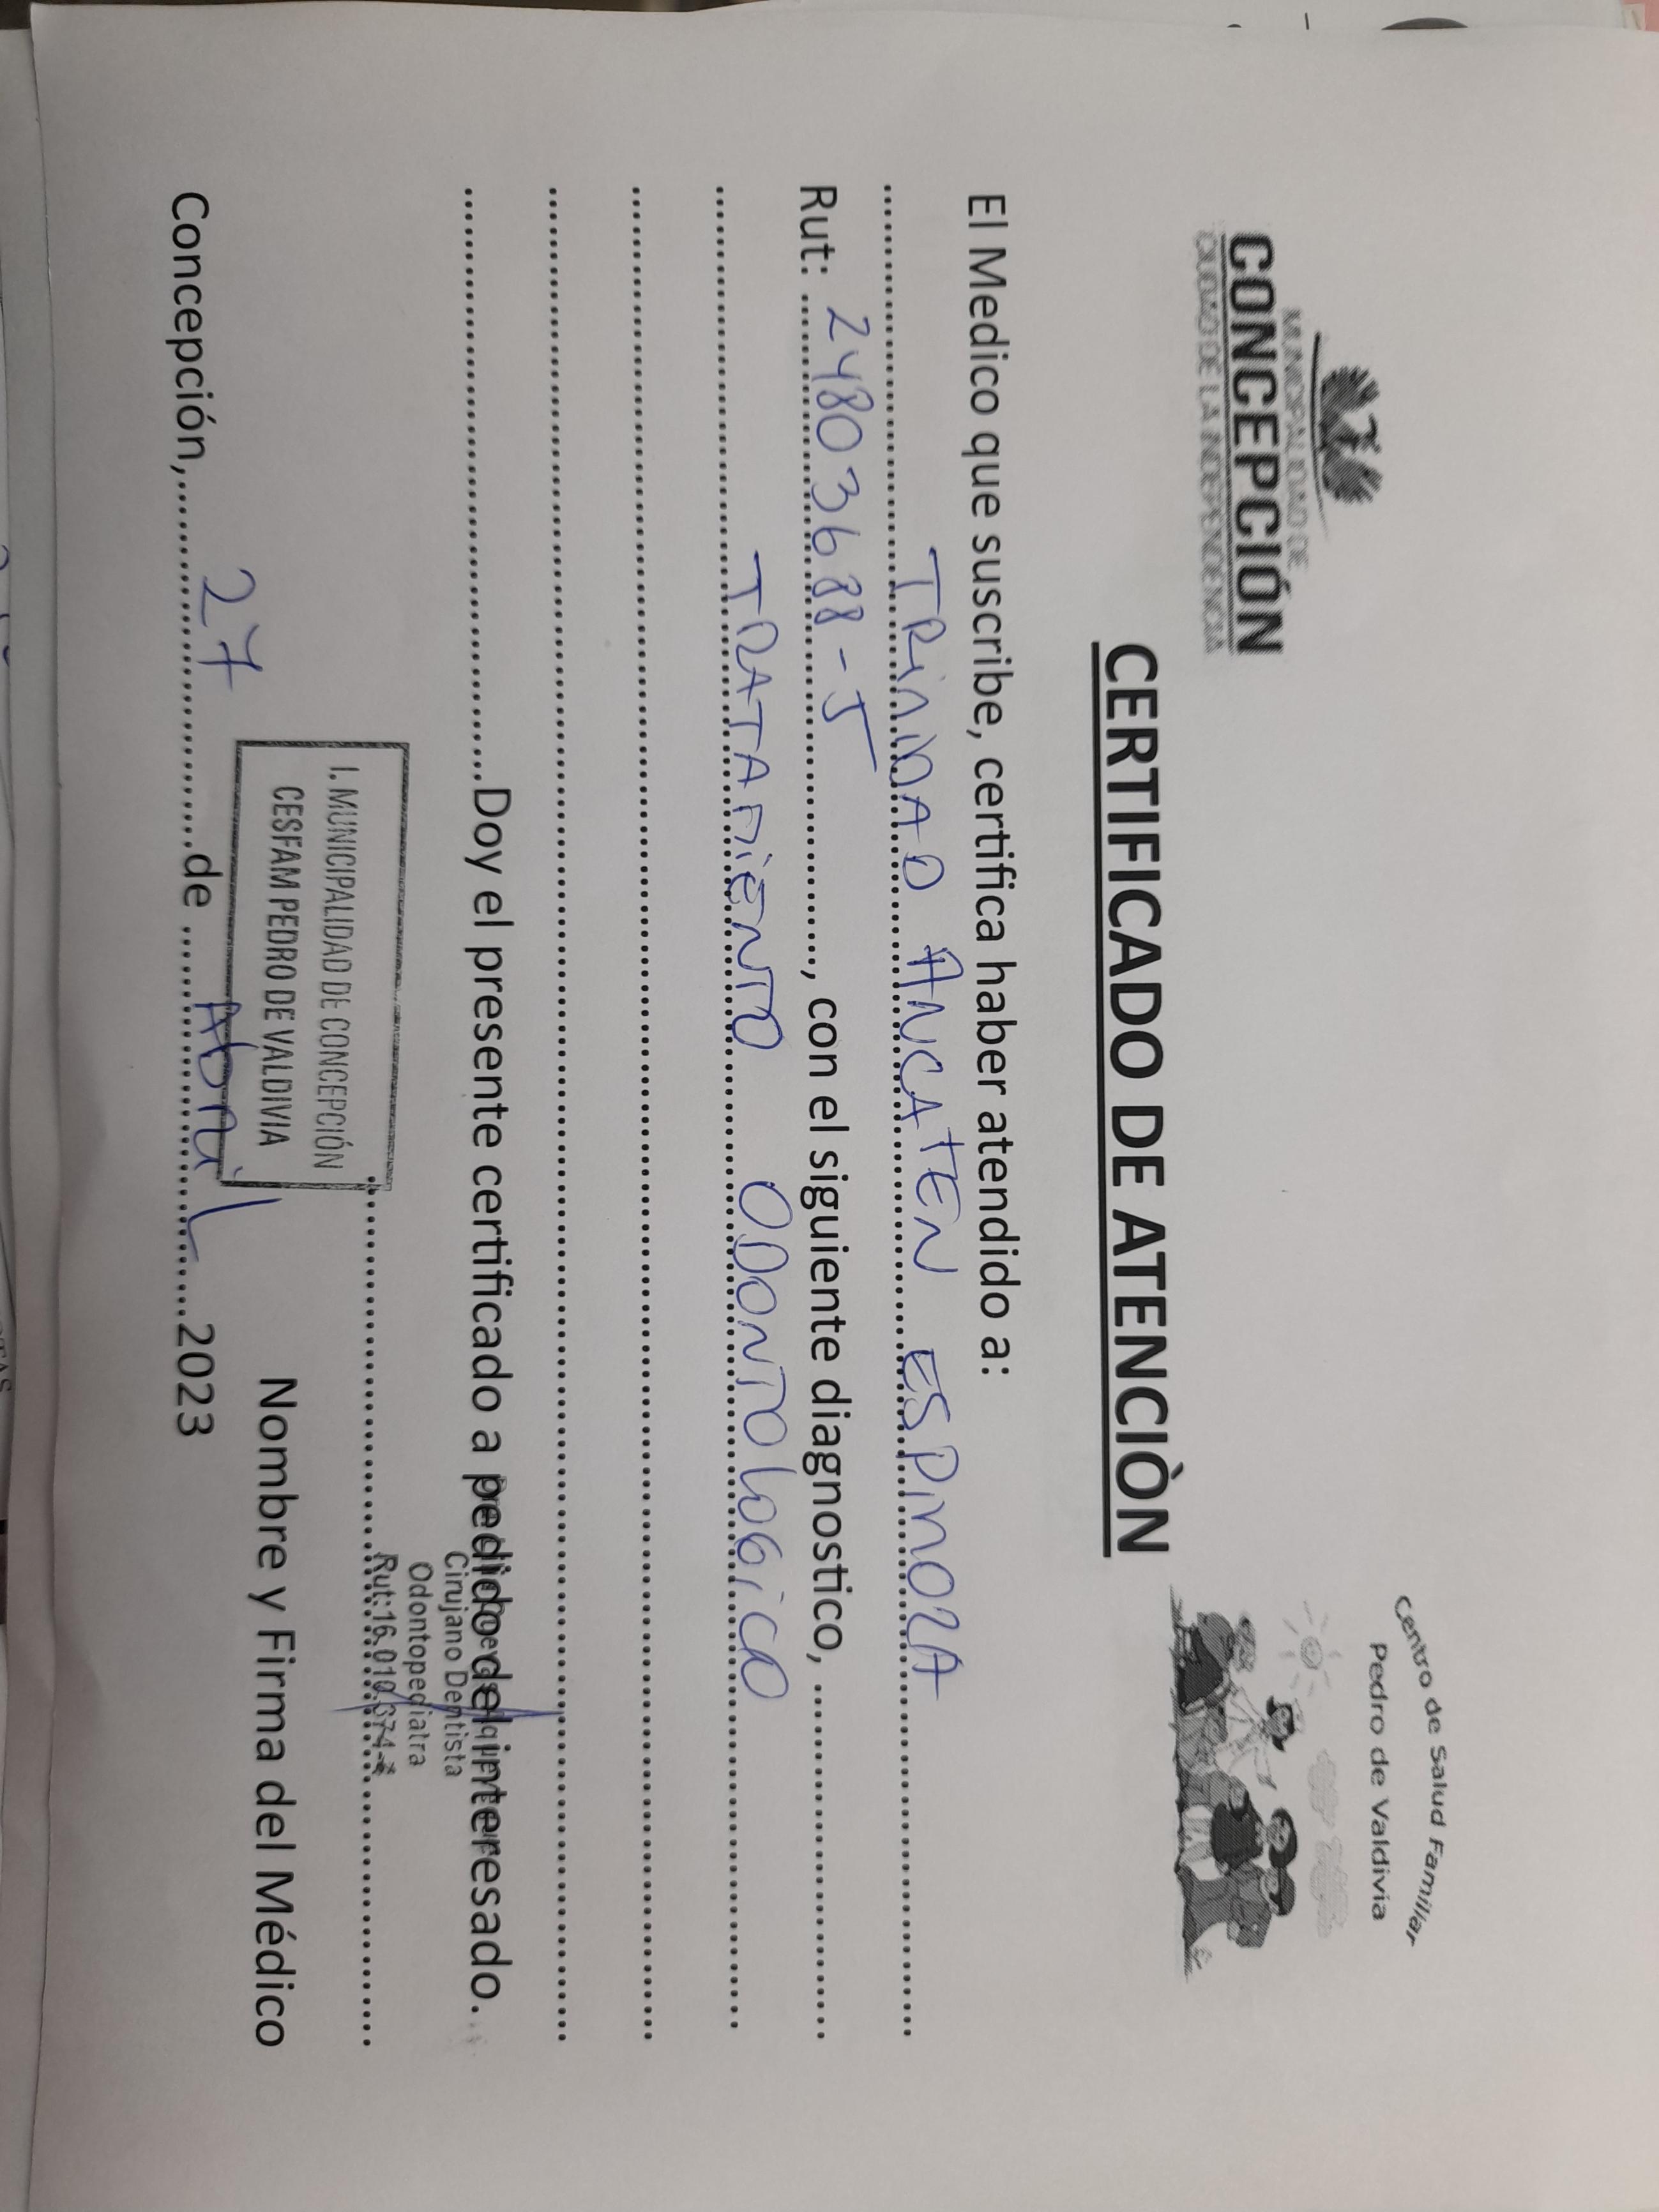 MUNICIPALIDAD DE
CONCEPCIÓN
CIUDAD DE LA INDEPENDENCIA
Centro de Salud Familiar
Pedro de Valdivia
CERTIFICADO DE ATENCIÒN
El Medico que suscribe, certifica haber atendido a:
TRINIDAD ANCATEN ESPINOZA
Rut: 24803688-5, con el siguiente diagnostico,
TRATAMIENTO ODONTOLOGICO
Doy el presente certificado a pedido del interesado.
Cirujano Dentista
Odontopediatra
I. MUNICIPALIDAD DE CONCEPCIÓN
CESFAM PEDRO DE VALDIVIA
Nombre y Firma del Médico
Concepción, 27 de Abril 2023